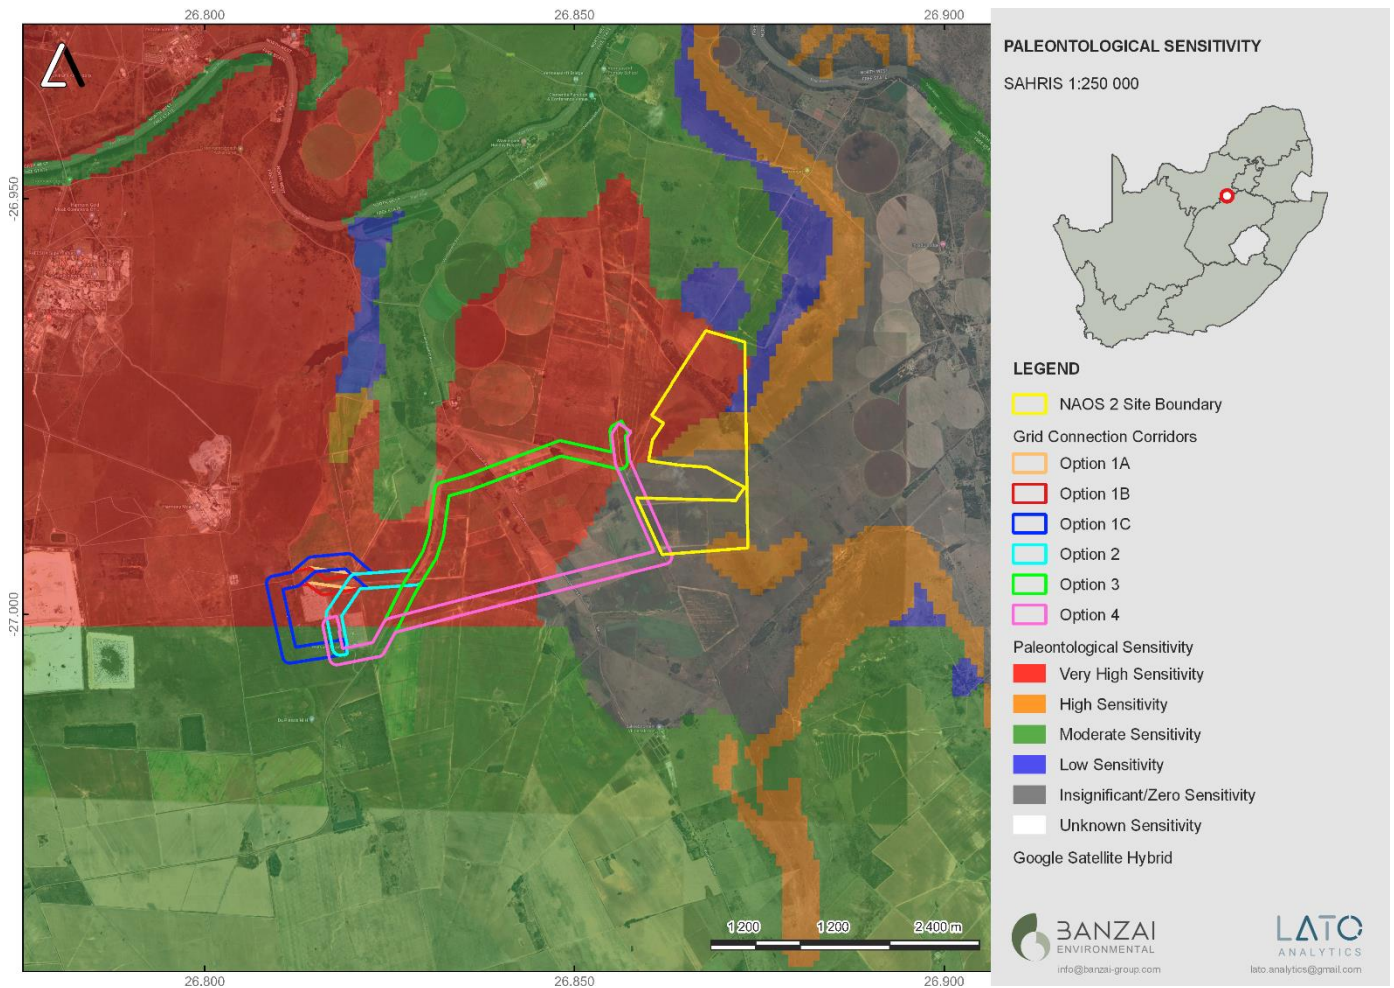 26.800
26.850
26.900
-26.950
-27.000
26.800
26.850
26.900
1 200
1 200
2 400 m
PALEONTOLOGICAL SENSITIVITY
SAHRIS 1:250 000
LEGEND
NAOS 2 Site Boundary
Grid Connection Corridors
Option 1A
Option 1B
Option 1C
Option 2
Option 3
Option 4
Paleontological Sensitivity
Very High Sensitivity
High Sensitivity
Moderate Sensitivity
Low Sensitivity
Insignificant/Zero Sensitivity
Unknown Sensitivity
Google Satellite Hybrid
BANZAI
ENVIRONMENTAL
info@banzai-group.com
LATO
ANALYTICS
lato.analytics@gmail.com